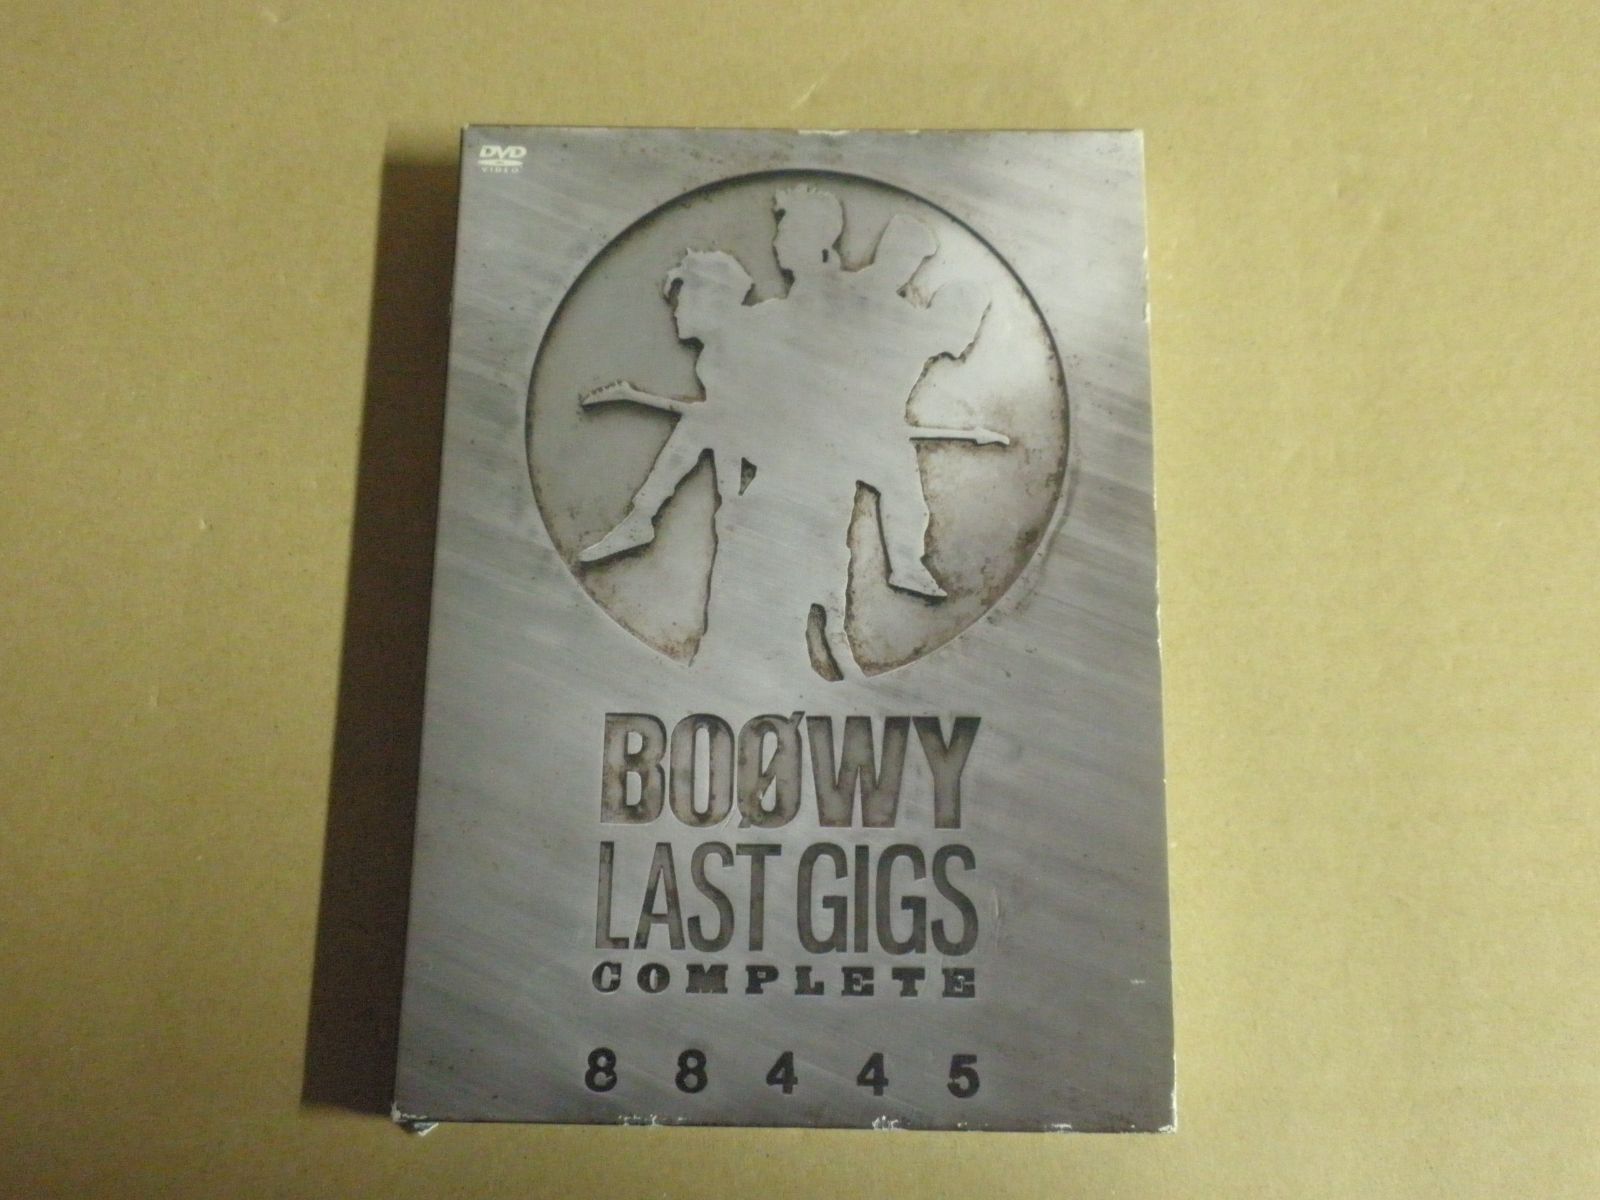 DVD
VIDEO
BOØWY
LAST GIGS
COMPLETE
8 8 4 4 5